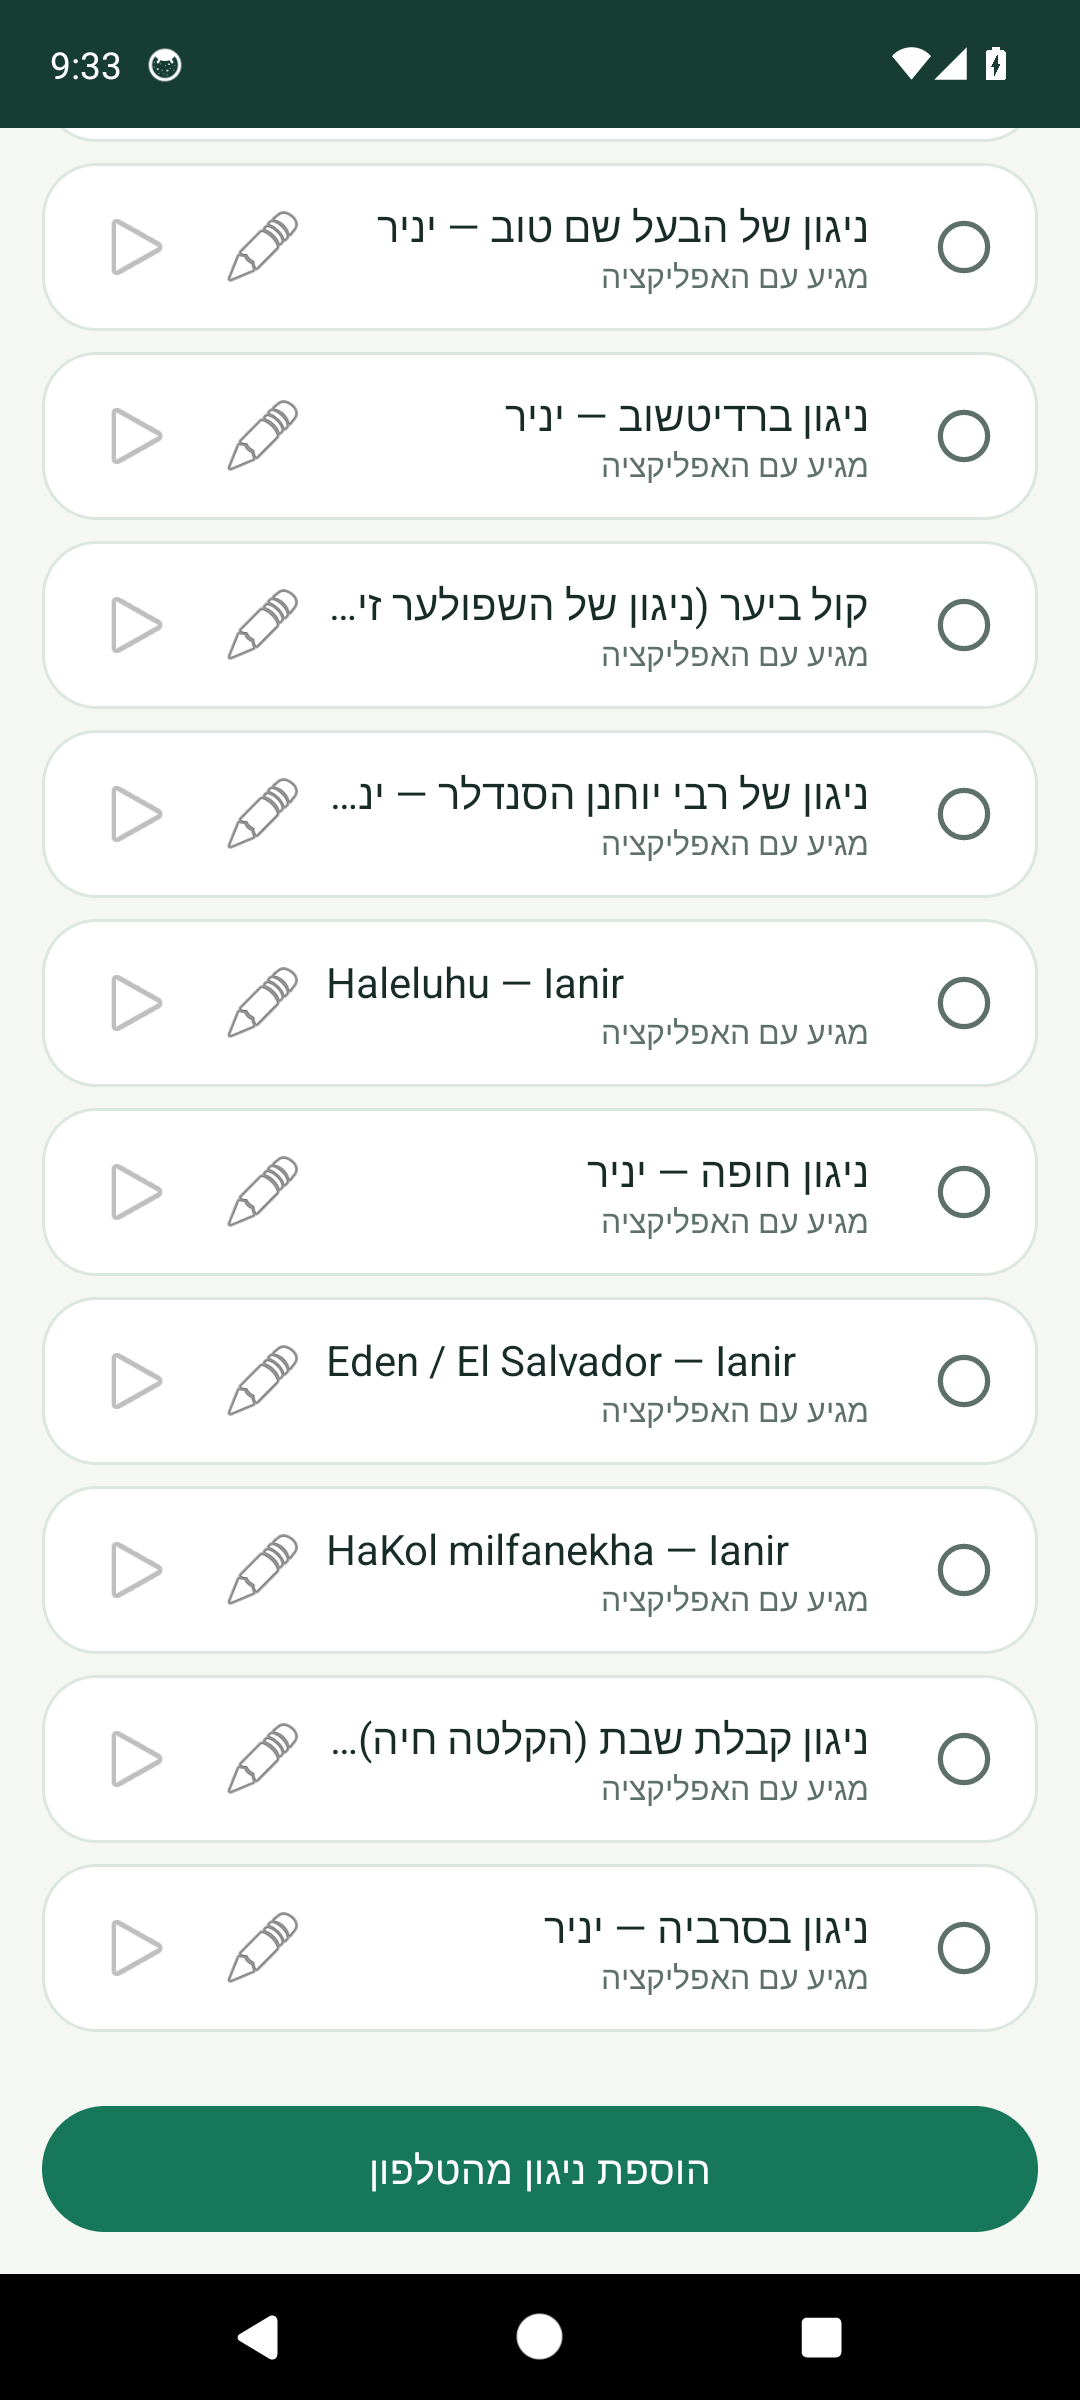 9:33
ניגון של הבעל שם טוב – יניר
מגיע עם האפליקציה
ניגון ברדיטשוב – יניר
מגיע עם האפליקציה
קול ביער (ניגון של השפולער זי...
מגיע עם האפליקציה
ניגון של רבי יוחנן הסנדלר – ינ...
מגיע עם האפליקציה
Haleluhu – Ianir
מגיע עם האפליקציה
ניגון חופה – יניר
מגיע עם האפליקציה
Eden / El Salvador – Ianir
מגיע עם האפליקציה
HaKol milfanekha – Ianir
מגיע עם האפליקציה
ניגון קבלת שבת (הקלטה חיה)...
מגיע עם האפליקציה
ניגון בסרביה – יניר
מגיע עם האפליקציה
הוספת ניגון מהטלפון